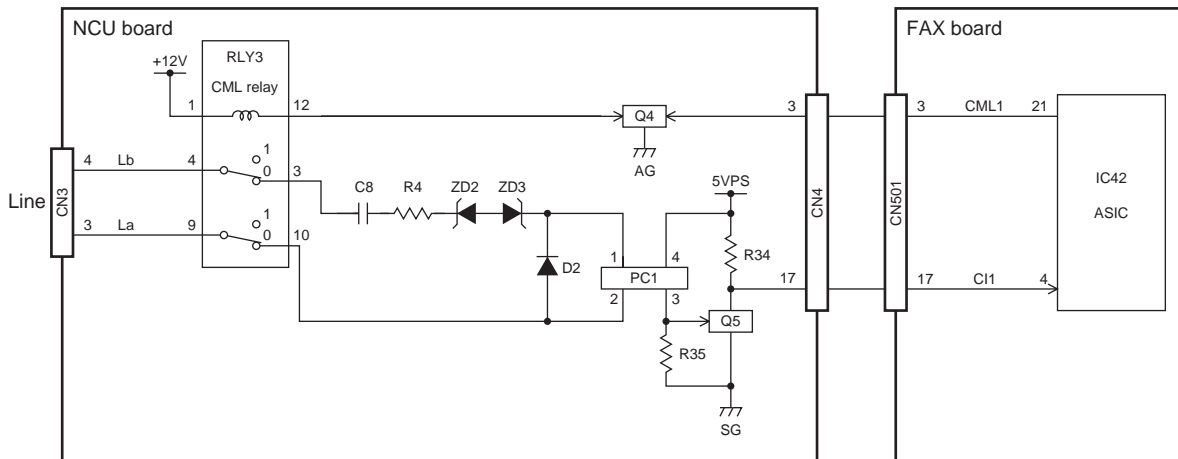 NCU board
FAX board
+12V
RLY3
CML relay
1
12
Q4
AG
3
3
CML1
21
Line
CN3
4
Lb
4
1
0
3
C8
R4
ZD2
ZD3
5VPS
CN4
CN501
IC42
ASIC
3
La
9
1
0
10
D2
1
4
PC1
2
3
R34
17
17
CI1
4
Q5
R35
SG